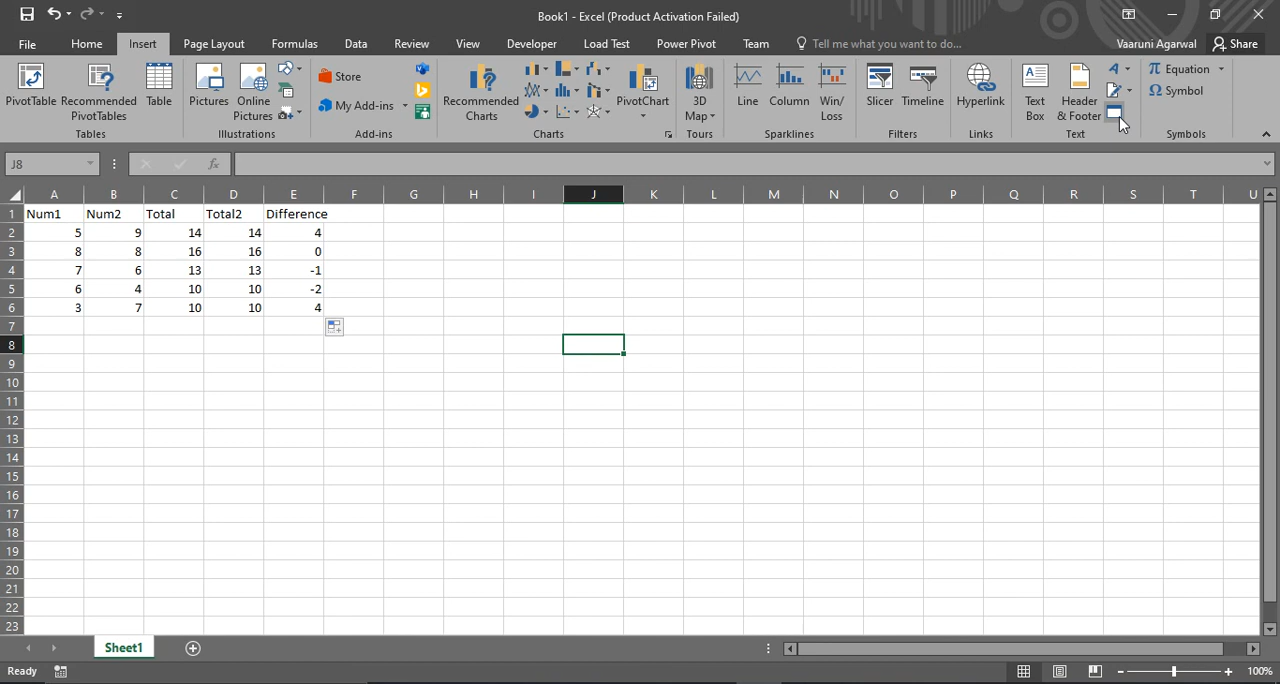 Book1 - Excel (Product Activation Failed)
File Home Insert Page Layout Formulas Data Review View Developer Load Test Power Pivot Team Tell me what you want to do... Vaaruni Agarwal Share
PivotTable Recommended PivotTables Table
Tables
Pictures Online Pictures
Illustrations
Store
My Add-ins
Add-ins
Recommended Charts PivotChart
Charts
3D Map
Tours
Line Column Win/ Loss
Sparklines
Slicer Timeline
Filters
Hyperlink
Links
Text Box Header & Footer
Text
Equation
Symbol
Symbols
J8 fx
A B C D E F G H I J K L M N O P Q R S T U
1 Num1 Num2 Total Total2 Difference
2 5 9 14 14 4
3 8 8 16 16 0
4 7 6 13 13 -1
5 6 4 10 10 -2
6 3 7 10 10 4
7
8
9
10
11
12
13
14
15
16
17
18
19
20
21
22
23
Sheet1
Ready 100%